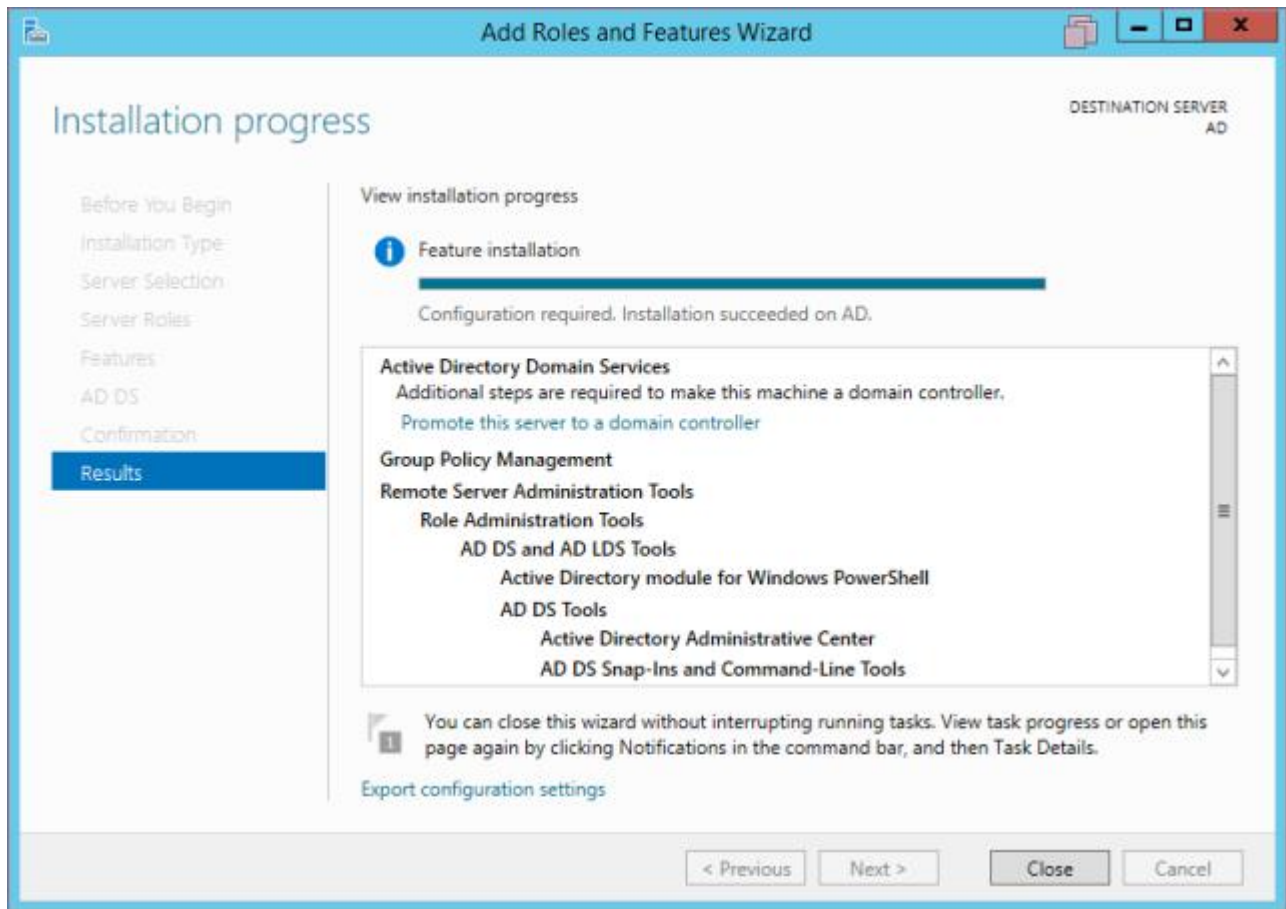 Add Roles and Features Wizard
Installation progress
DESTINATION SERVER
AD
Before You Begin
Installation Type
Server Selection
Server Roles
Features
AD DS
Confirmation
Results
View installation progress
Feature installation
Configuration required. Installation succeeded on AD.
Active Directory Domain Services
Additional steps are required to make this machine a domain controller.
Promote this server to a domain controller
Group Policy Management
Remote Server Administration Tools
Role Administration Tools
AD DS and AD LDS Tools
Active Directory module for Windows PowerShell
AD DS Tools
Active Directory Administrative Center
AD DS Snap-Ins and Command-Line Tools
1
You can close this wizard without interrupting running tasks. View task progress or open this
page again by clicking Notifications in the command bar, and then Task Details.
Export configuration settings
< Previous
Next >
Close
Cancel